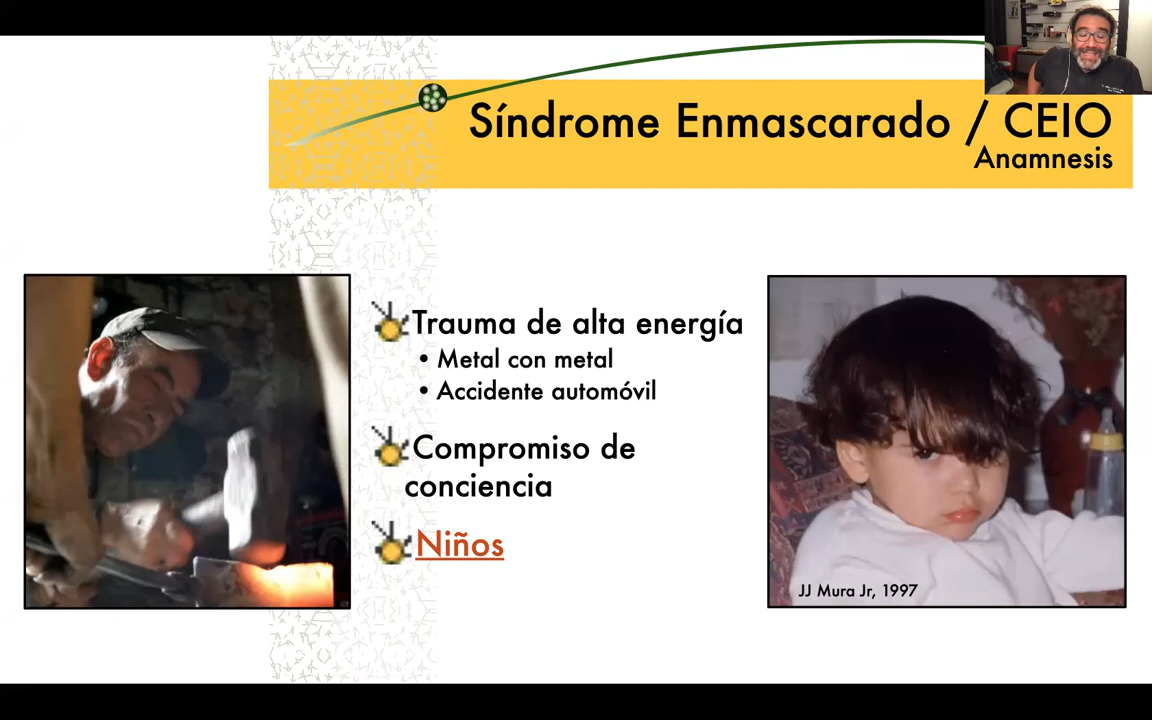 Síndrome Enmascarado / CEIO
Anamnesis
Trauma de alta energía
• Metal con metal
• Accidente automóvil
Compromiso de
conciencia
Niños
JJ Mura Jr, 1997